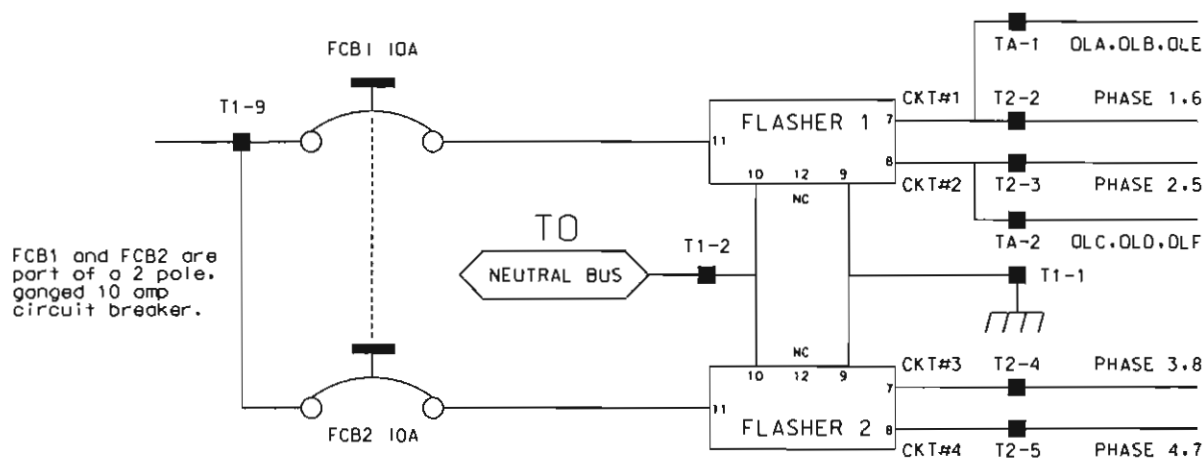 FCB1 10A
T1-9
FLASHER 1
11
7
8
10 12 9
NC
CKT#1
CKT#2
TA-1 OLA.OLB.OLE
T2-2 PHASE 1.6
T2-3 PHASE 2.5
TA-2 OLC.OLD.OLF
TO
NEUTRAL BUS
T1-2
T1-1
FCB1 and FCB2 are
part of a 2 pole.
ganged 10 amp
circuit breaker.
FCB2 10A
NC
10 12 9
11
7
8
FLASHER 2
CKT#3 T2-4 PHASE 3.8
CKT#4 T2-5 PHASE 4.7